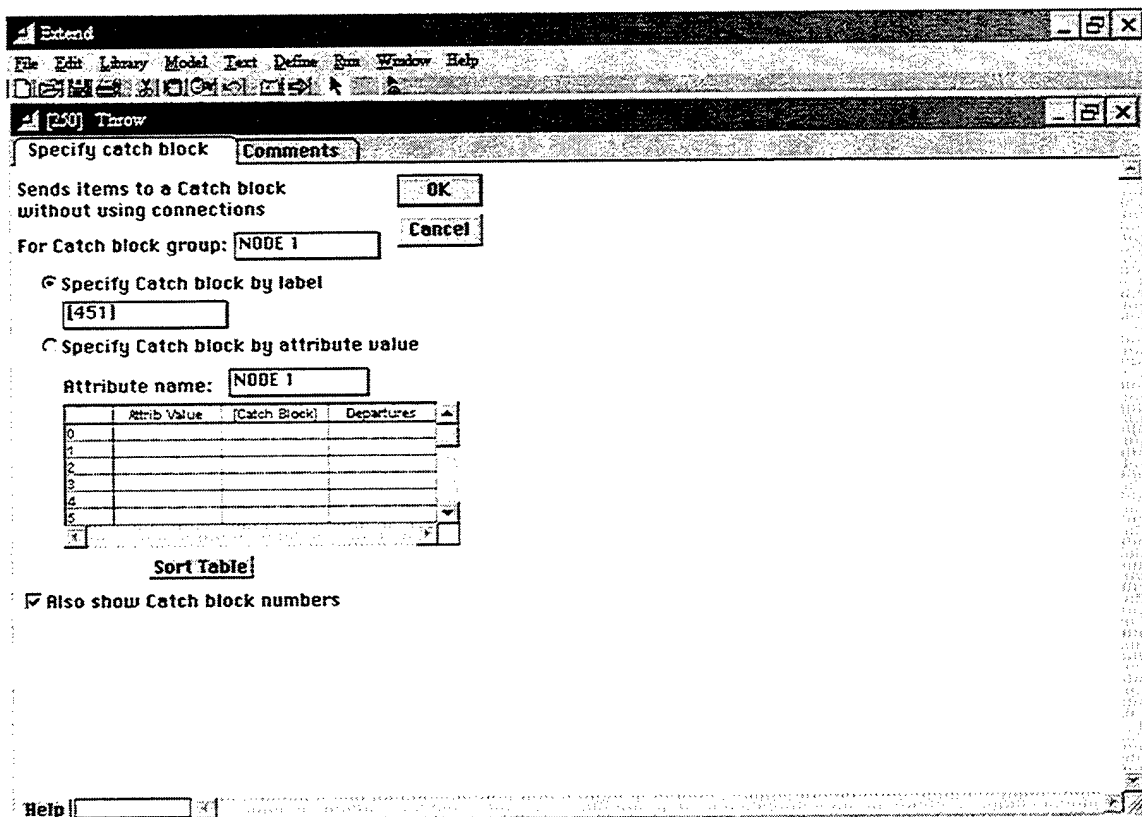 Extend
File Edit Library Model Text Define Run Window Help
[250] Throw
Specify catch block Comments
Sends items to a Catch block
without using connections
OK
Cancel
For Catch block group: NODE 1
Specify Catch block by label
[451]
Specify Catch block by attribute value
Attribute name: NODE 1
Attrib Value [Catch Block] Departures
0
1
2
3
4
5
Sort Table
Also show Catch block numbers
Help